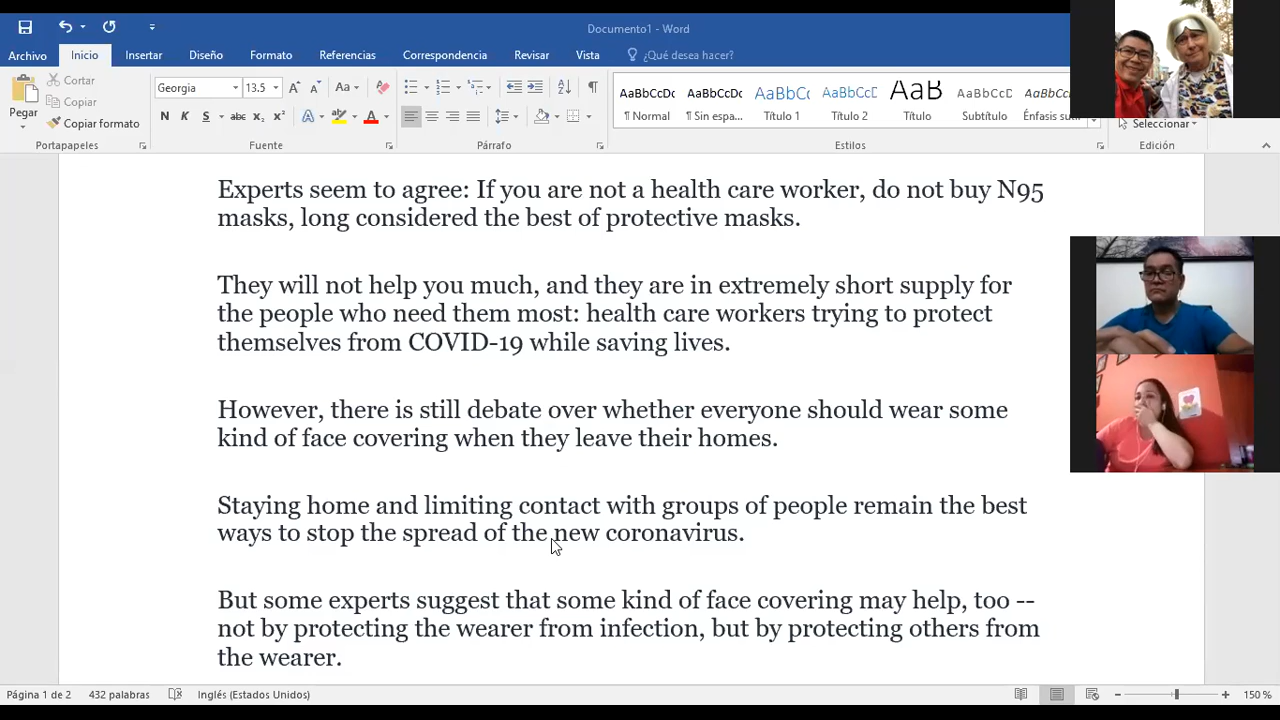 Documento1 - Word
Archivo Inicio Insertar Diseño Formato Referencias Correspondencia Revisar Vista ¿Qué desea hacer?
Pegar
Cortar
Copiar
Copiar formato
Portapapeles
Georgia 13.5
N K S abc x₂ x²
Fuente
Párrafo
AaBbCcDc AaBbCcDc AaBbCc AaBbCcD AaB AaBbCcD AaBbCcDc
¶ Normal ¶ Sin espa... Título 1 Título 2 Título Subtítulo Énfasis sutil
Estilos
Seleccionar
Edición
Experts seem to agree: If you are not a health care worker, do not buy N95
masks, long considered the best of protective masks.
They will not help you much, and they are in extremely short supply for
the people who need them most: health care workers trying to protect
themselves from COVID-19 while saving lives.
However, there is still debate over whether everyone should wear some
kind of face covering when they leave their homes.
Staying home and limiting contact with groups of people remain the best
ways to stop the spread of the new coronavirus.
But some experts suggest that some kind of face covering may help, too --
not by protecting the wearer from infection, but by protecting others from
the wearer.
Página 1 de 2 432 palabras Inglés (Estados Unidos) 150 %